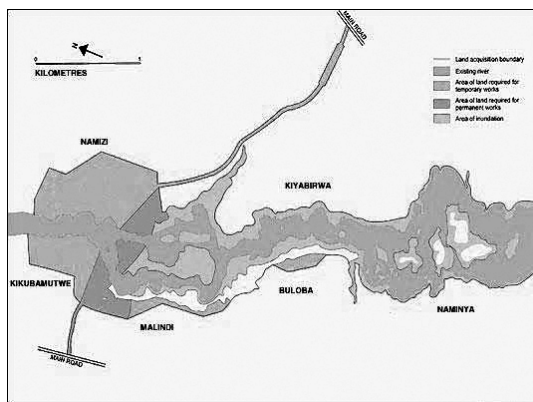 MAIN ROAD
N
0 1
KILOMETRES
Land acquisition boundary
Existing river
Area of land required for
temporary works
Area of land required for
permanent works
Area of inundation
NAMIZI
KIYABIRWA
KIKUBAMUTWE
BULOBA
NAMINYA
MALINDI
MAIN ROAD